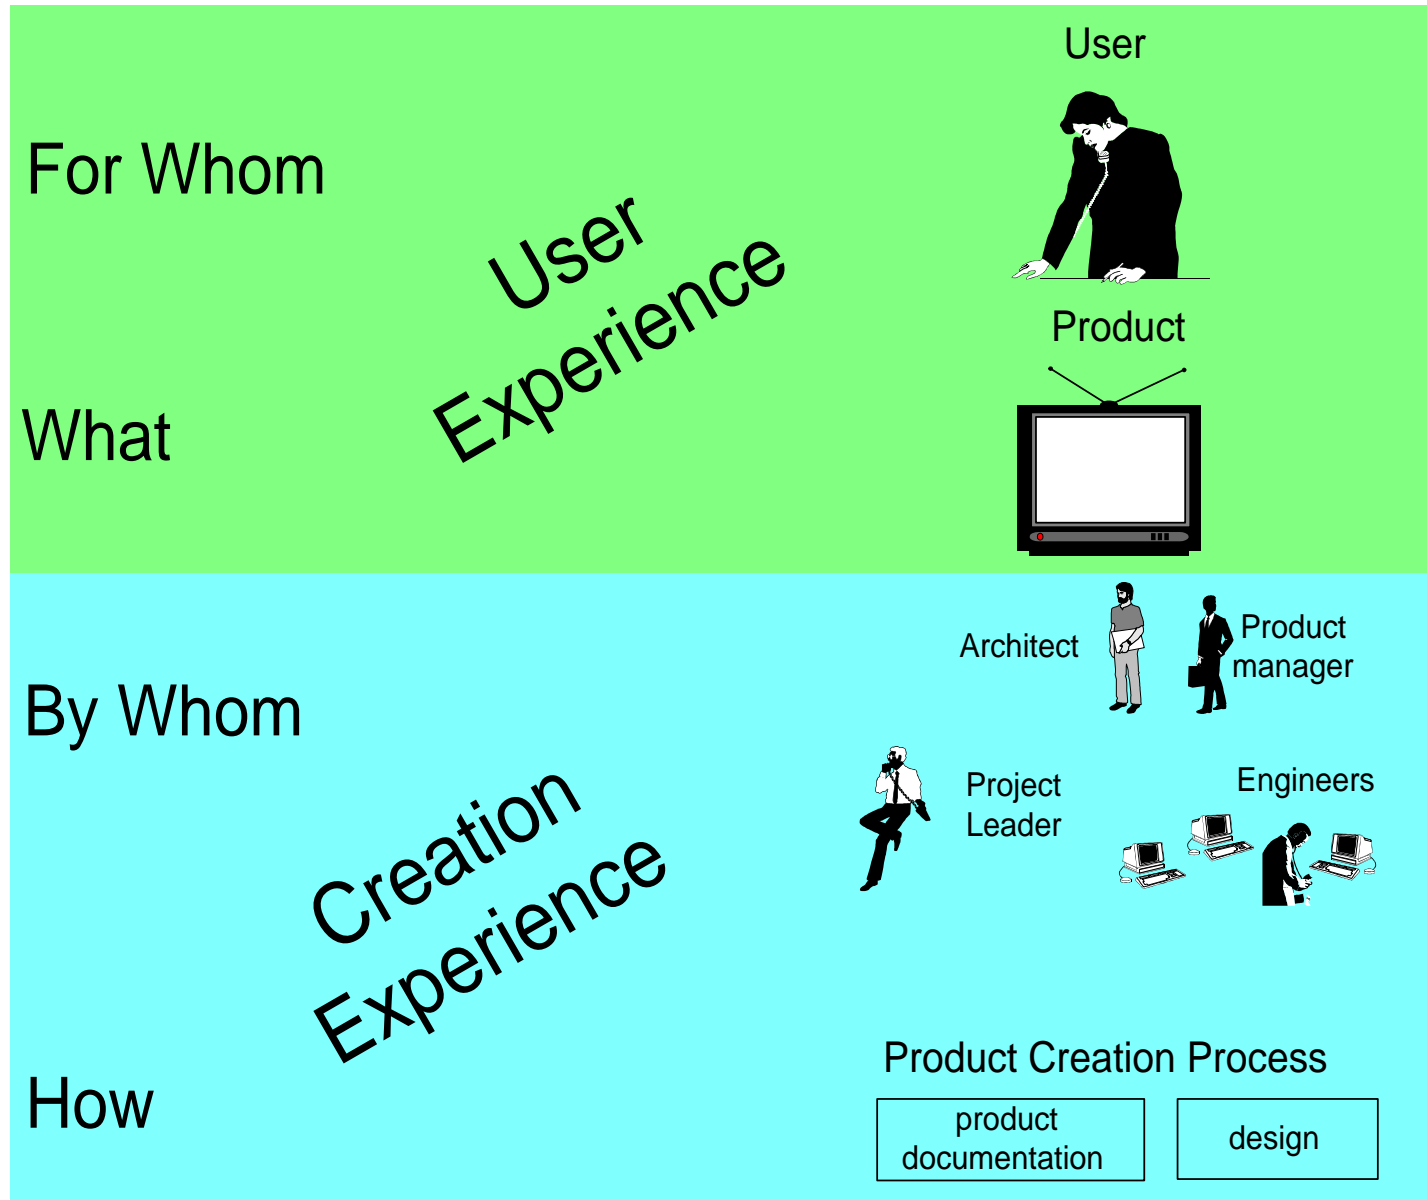 User
For Whom
User
Experience
Product
What
Architect
Product
manager
By Whom
Project
Leader
Engineers
Creation
Experience
Product Creation Process
How
product
documentation
design